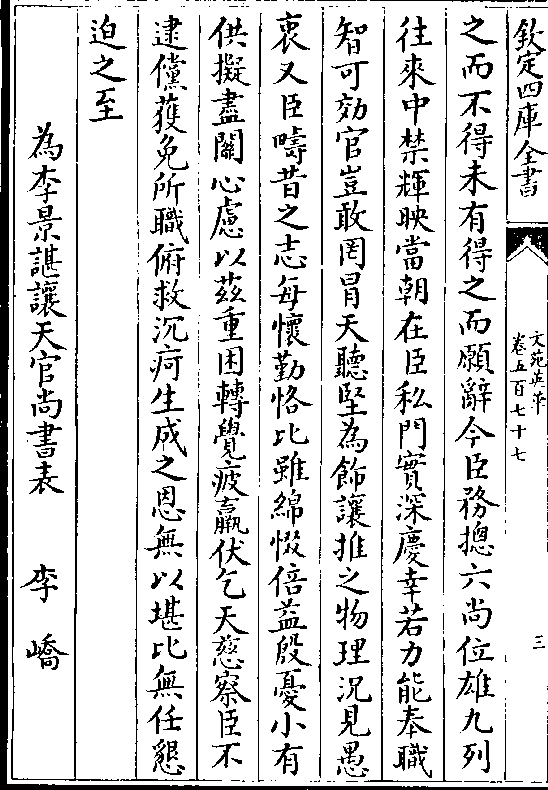 欽定四庫全書
文苑英華
卷五百七十七
三
之而不得未有得之而願辭今臣務揔六尚位雄九列
往來中禁輝映當朝在臣私門實深慶幸若力能奉職
智可効官豈敢罔冐天聽堅為飾讓推之物理況見愚
衷又臣疇昔之志每懷勤恪比雖綿惙倍益殷憂小有
供擬盡關心慮以茲重困轉覺疲羸伏乞天慈察臣不
逮儻獲免所職俯救沉痾生成之恩無以堪比無任懇
迫之至
為李景諶讓天官尚書表 李嶠